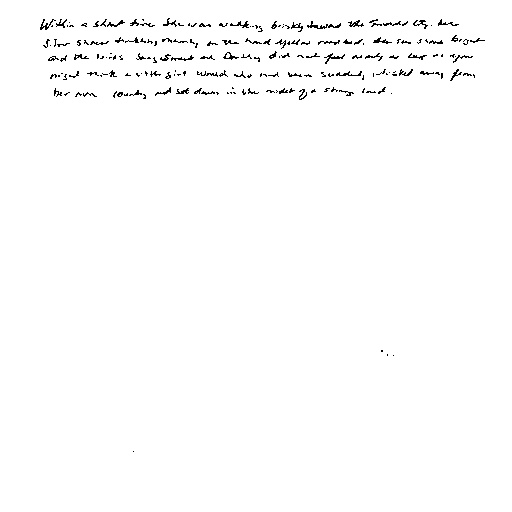 Within a short time she was walking briskly toward the Emerald City, her
silver shoes tinkling merrily on the hard yellow road bed. The sun shone bright
and the birds sang sweet and Dorothy did not feel nearly as bad as you
might think a little girl would who had been suddenly whisked away from
her own country and set down in the midst of a strange land.